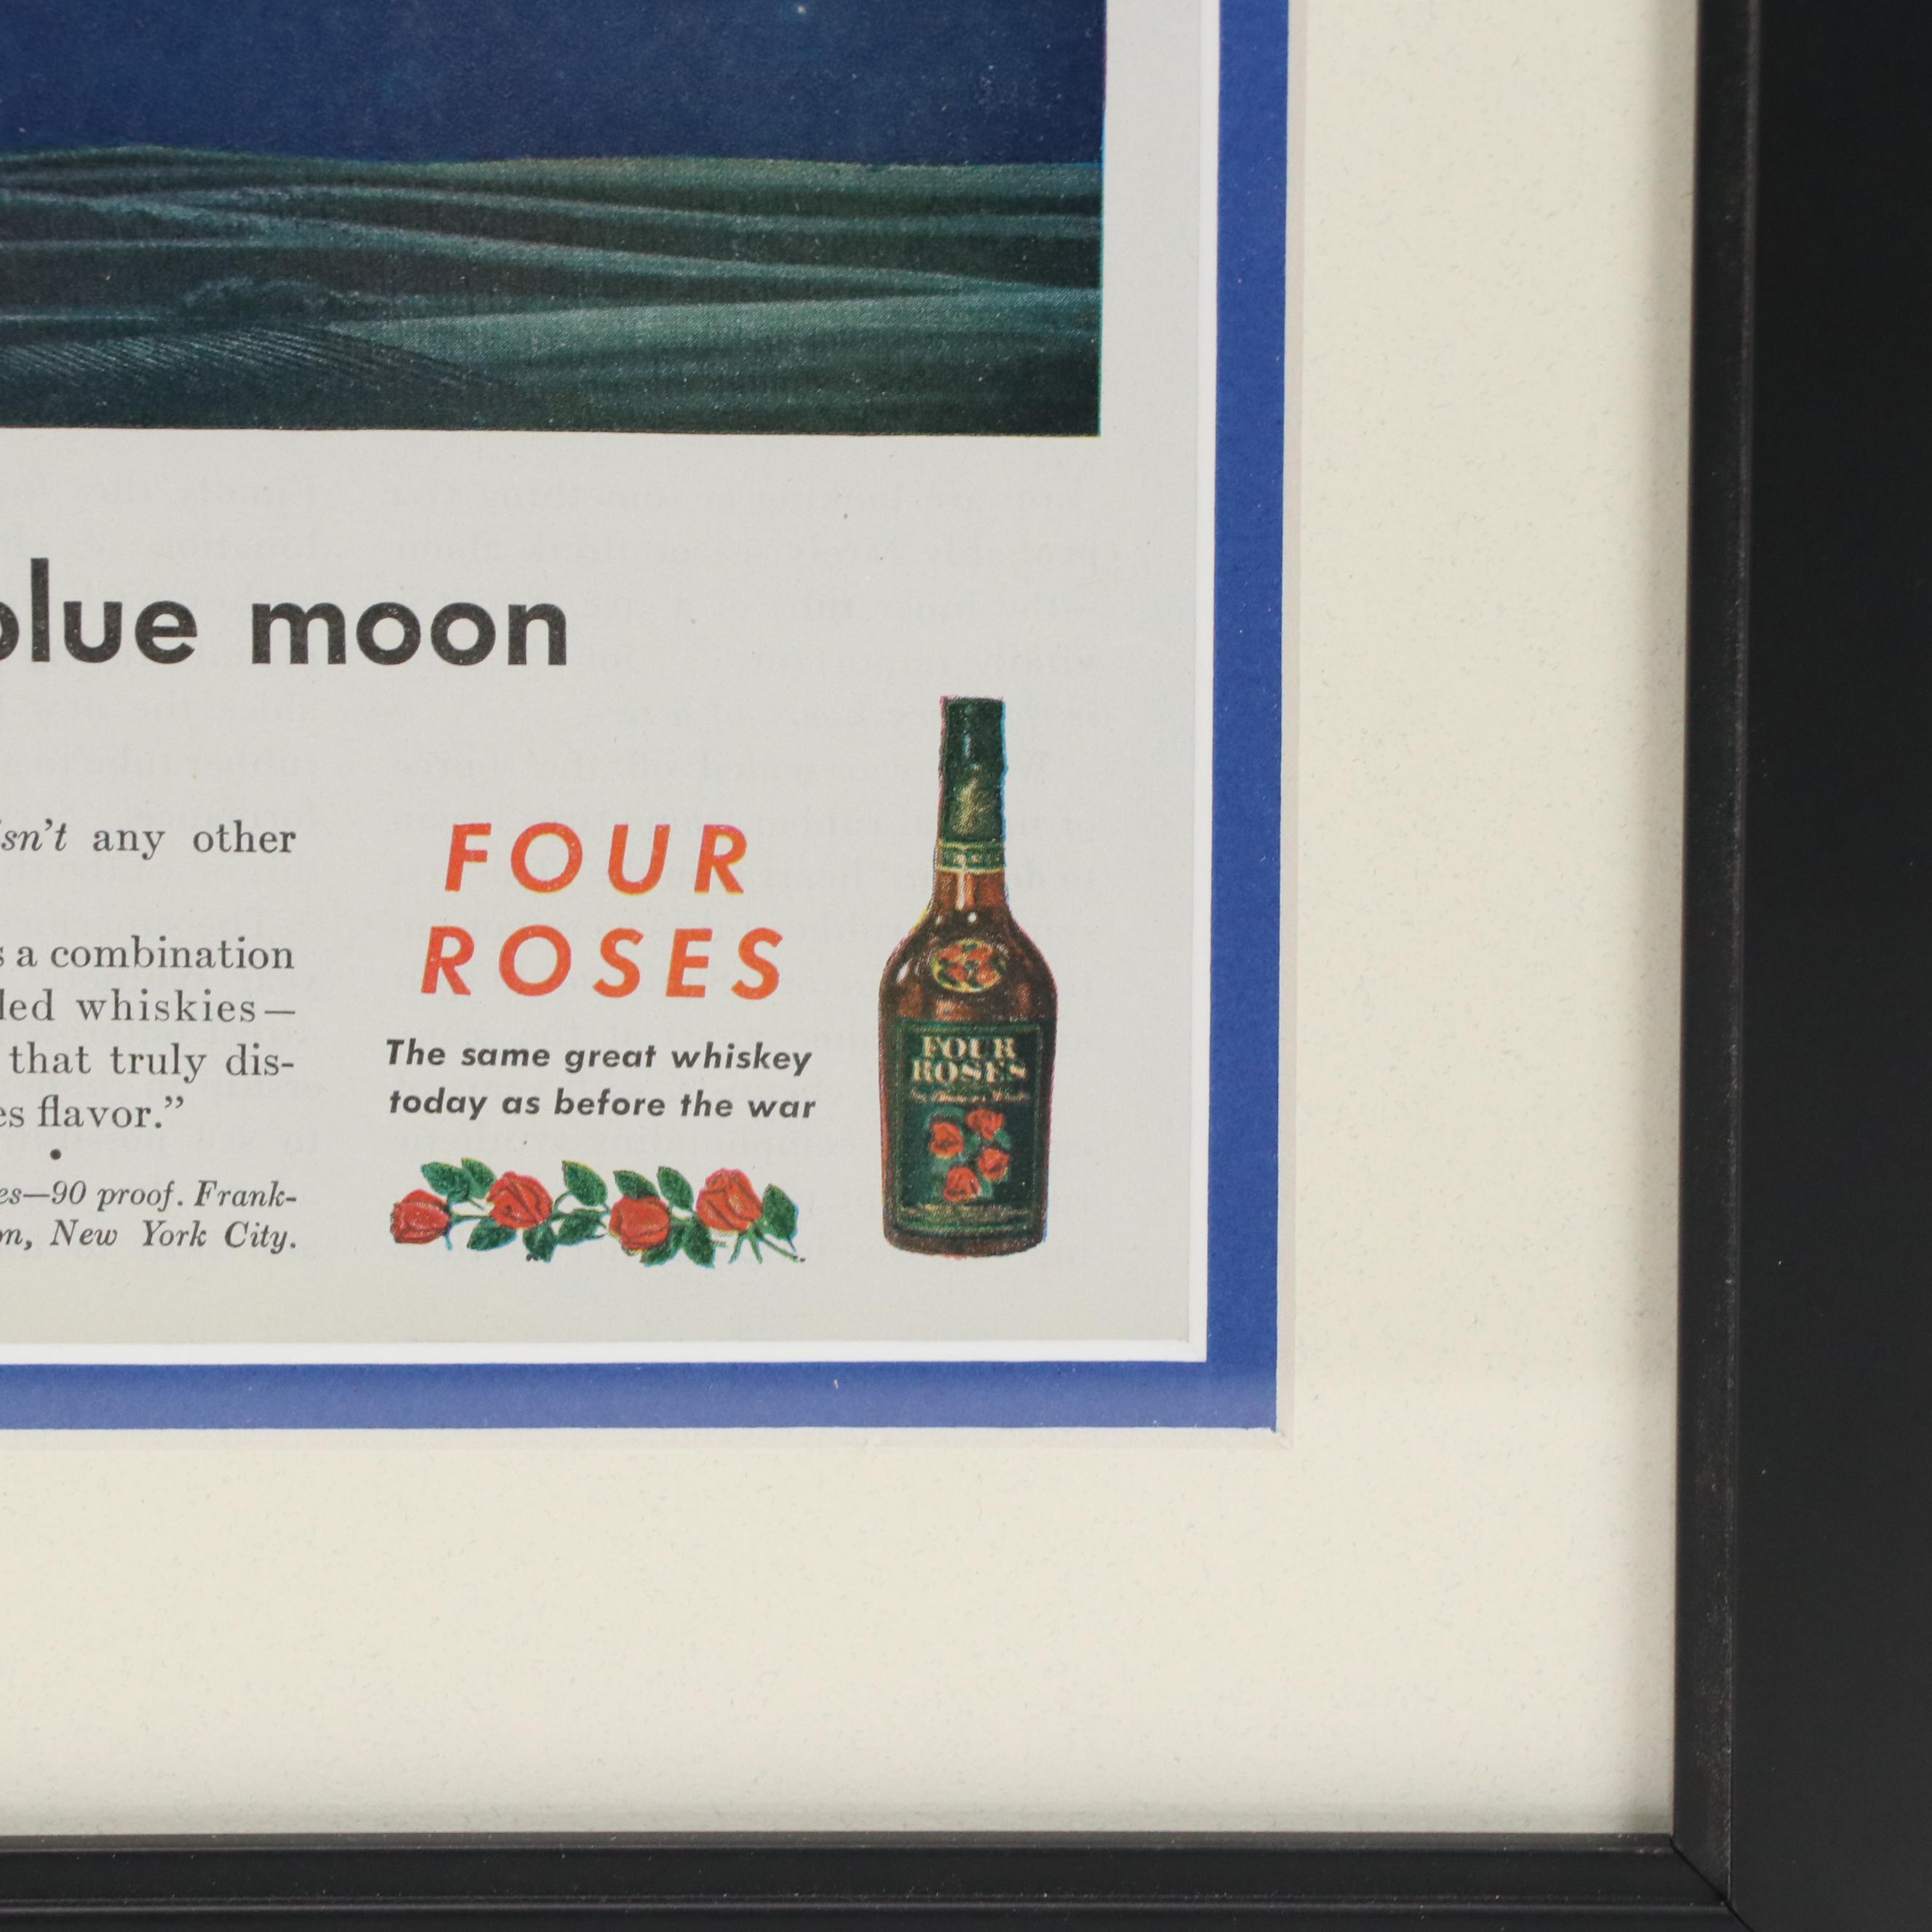 blue moon
isn't any other
s a combination
led whiskies—
that truly dis-
es flavor.”
es—90 proof. Frank-
on, New York City.
FOUR
ROSES
The same great whiskey
today as before the war
FOUR
ROSES